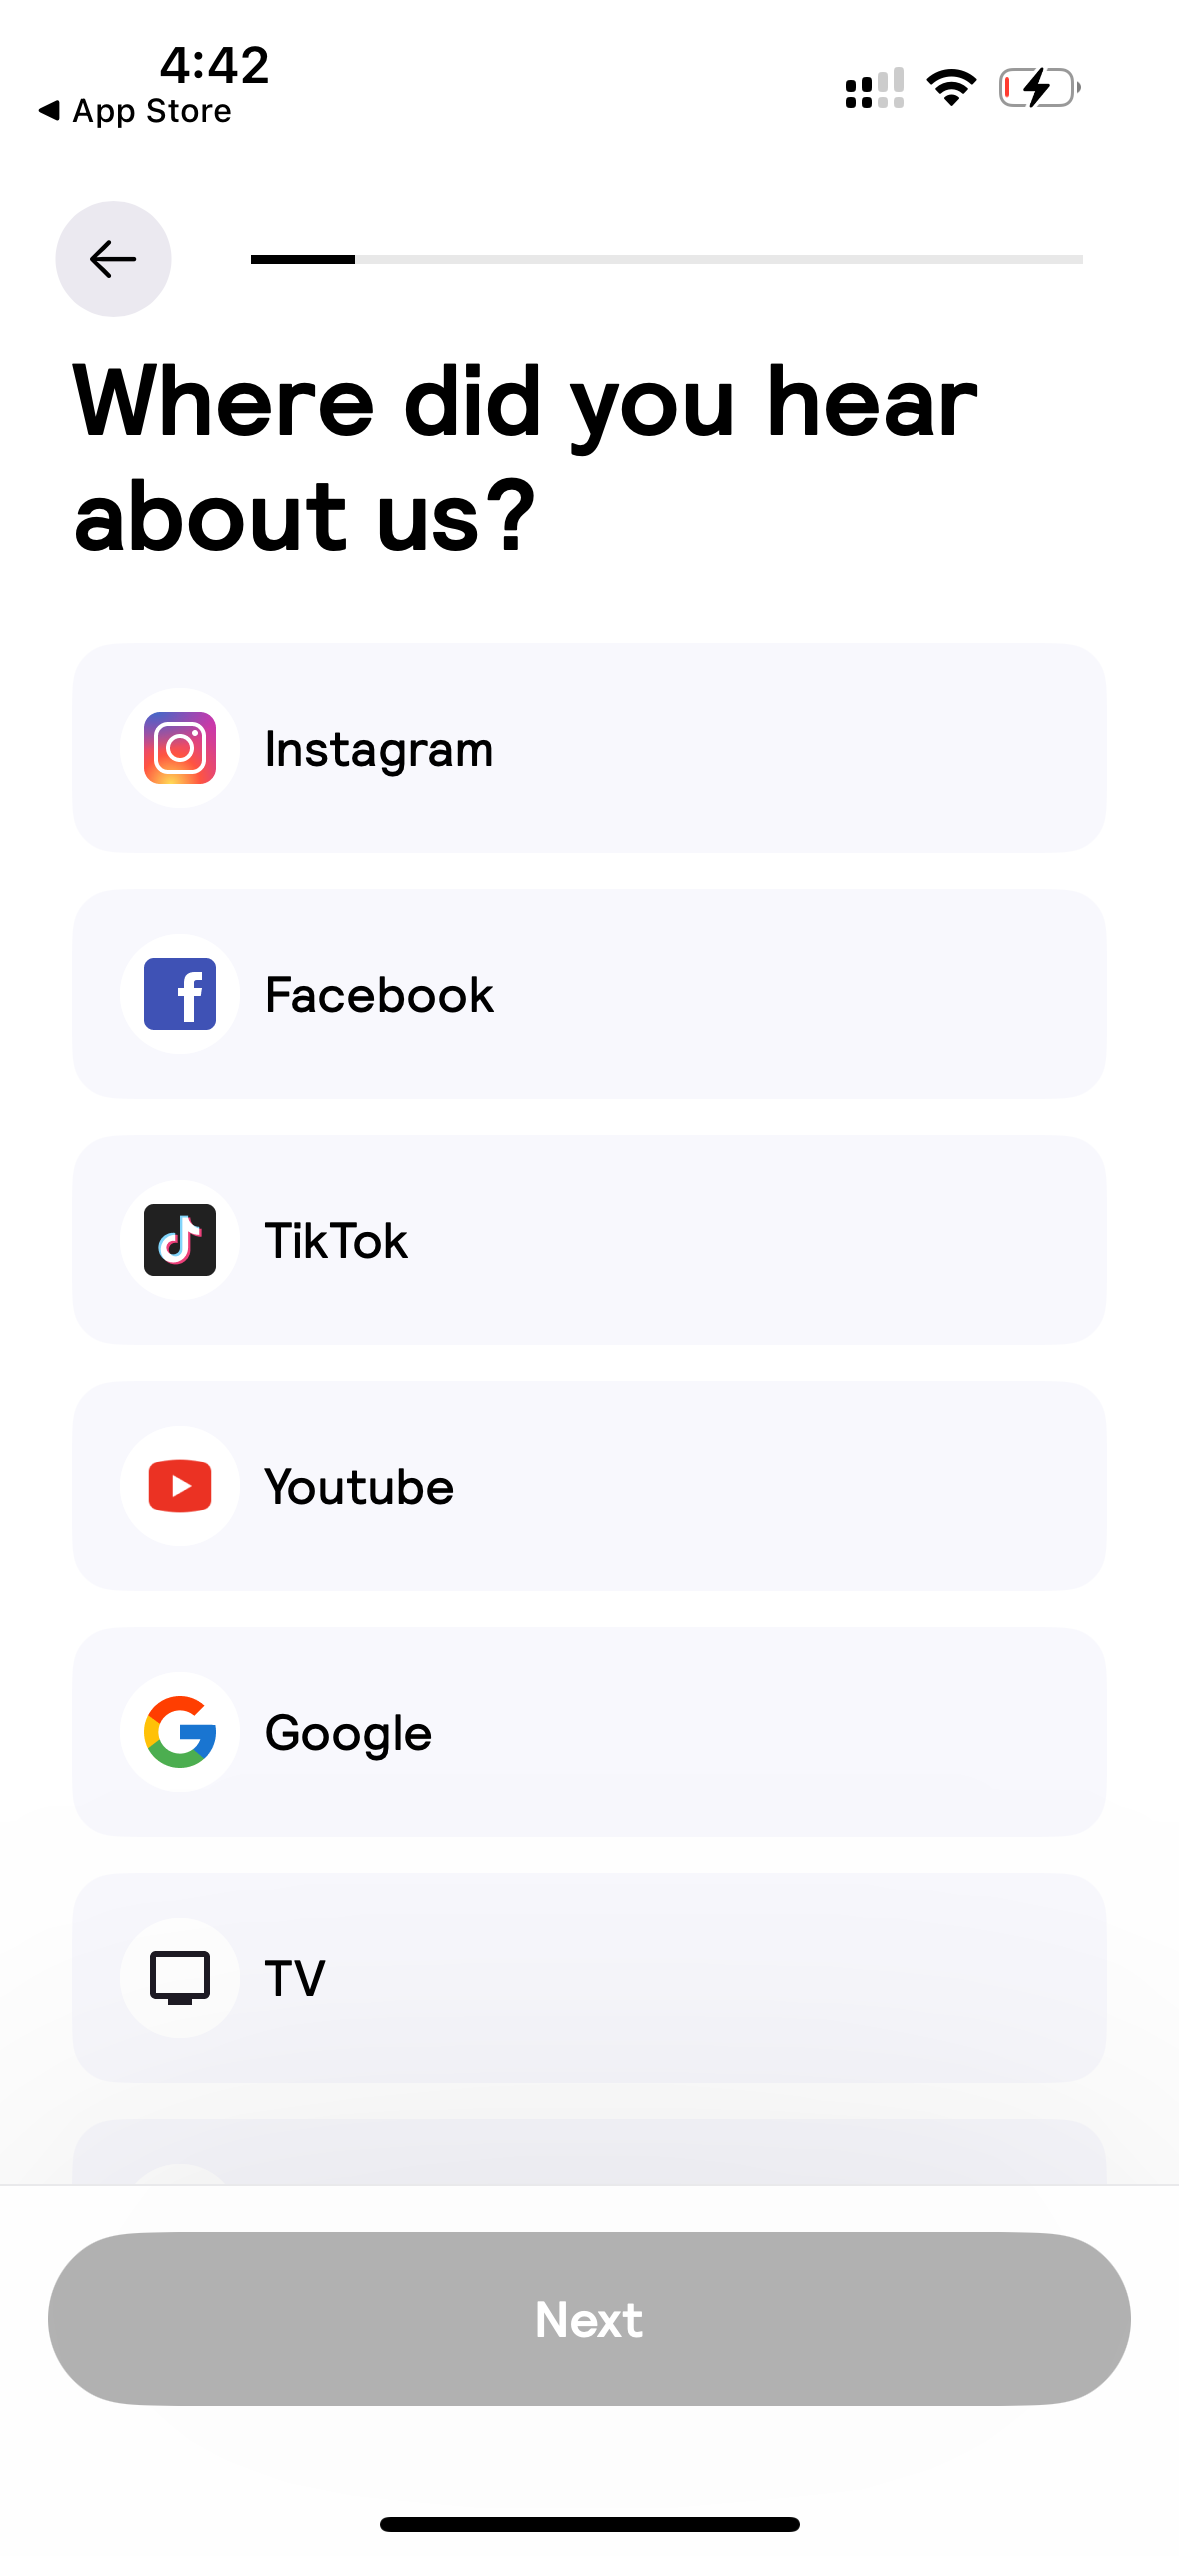 4:42
App Store
Where did you hear
about us?
Instagram
Facebook
TikTok
Youtube
Google
TV
Next